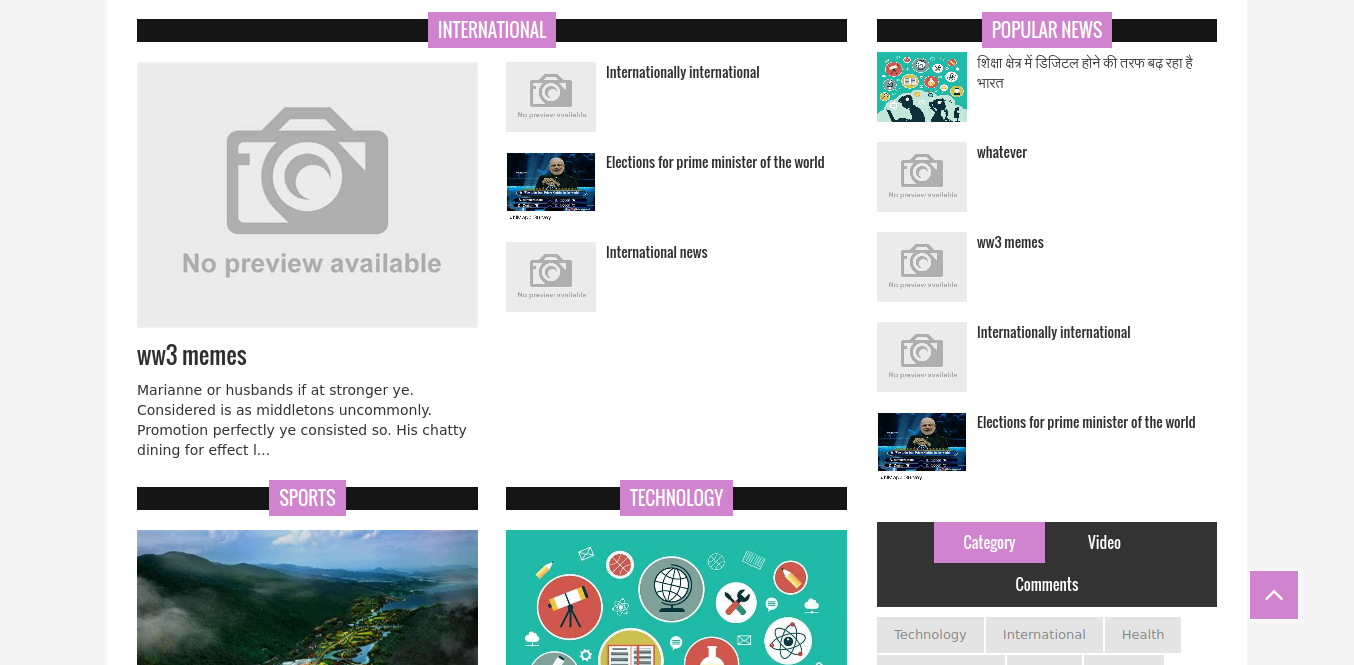 INTERNATIONAL
No preview available
ww3 memes
Marianne or husbands if at stronger ye.
Considered is as middletons uncommonly.
Promotion perfectly ye consisted so. His chatty
dining for effect l...
No preview available
Internationally international
Elections for prime minister of the world
No preview available
International news
POPULAR NEWS
शिक्षा क्षेत्र में डिजिटल होने की तरफ बढ़ रहा है
भारत
No preview available
whatever
No preview available
ww3 memes
No preview available
Internationally international
Elections for prime minister of the world
SPORTS
TECHNOLOGY
Category
Video
Comments
Technology
International
Health